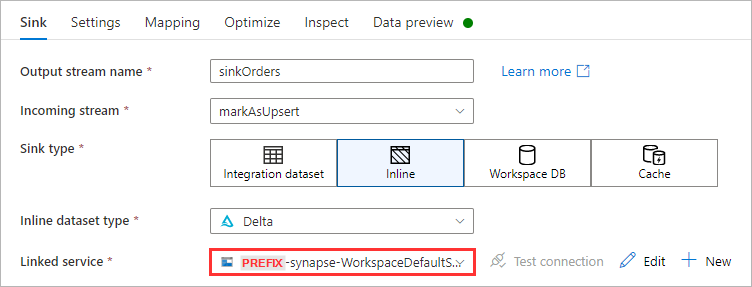 Sink Settings Mapping Optimize Inspect Data preview
Output stream name * sinkOrders Learn more
Incoming stream * markAsUpsert
Sink type * Integration dataset Inline Workspace DB Cache
Inline dataset type * Delta
Linked service * PREFIX-synapse-WorkspaceDefaultS... Test connection Edit New